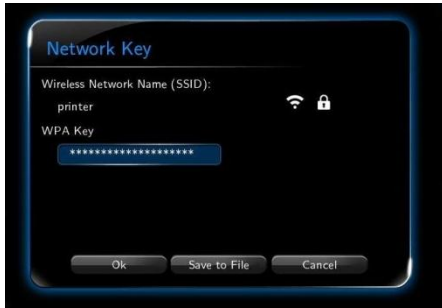 Network Key
Wireless Network Name (SSID):
printer
WPA Key
********************
Ok Save to File Cancel